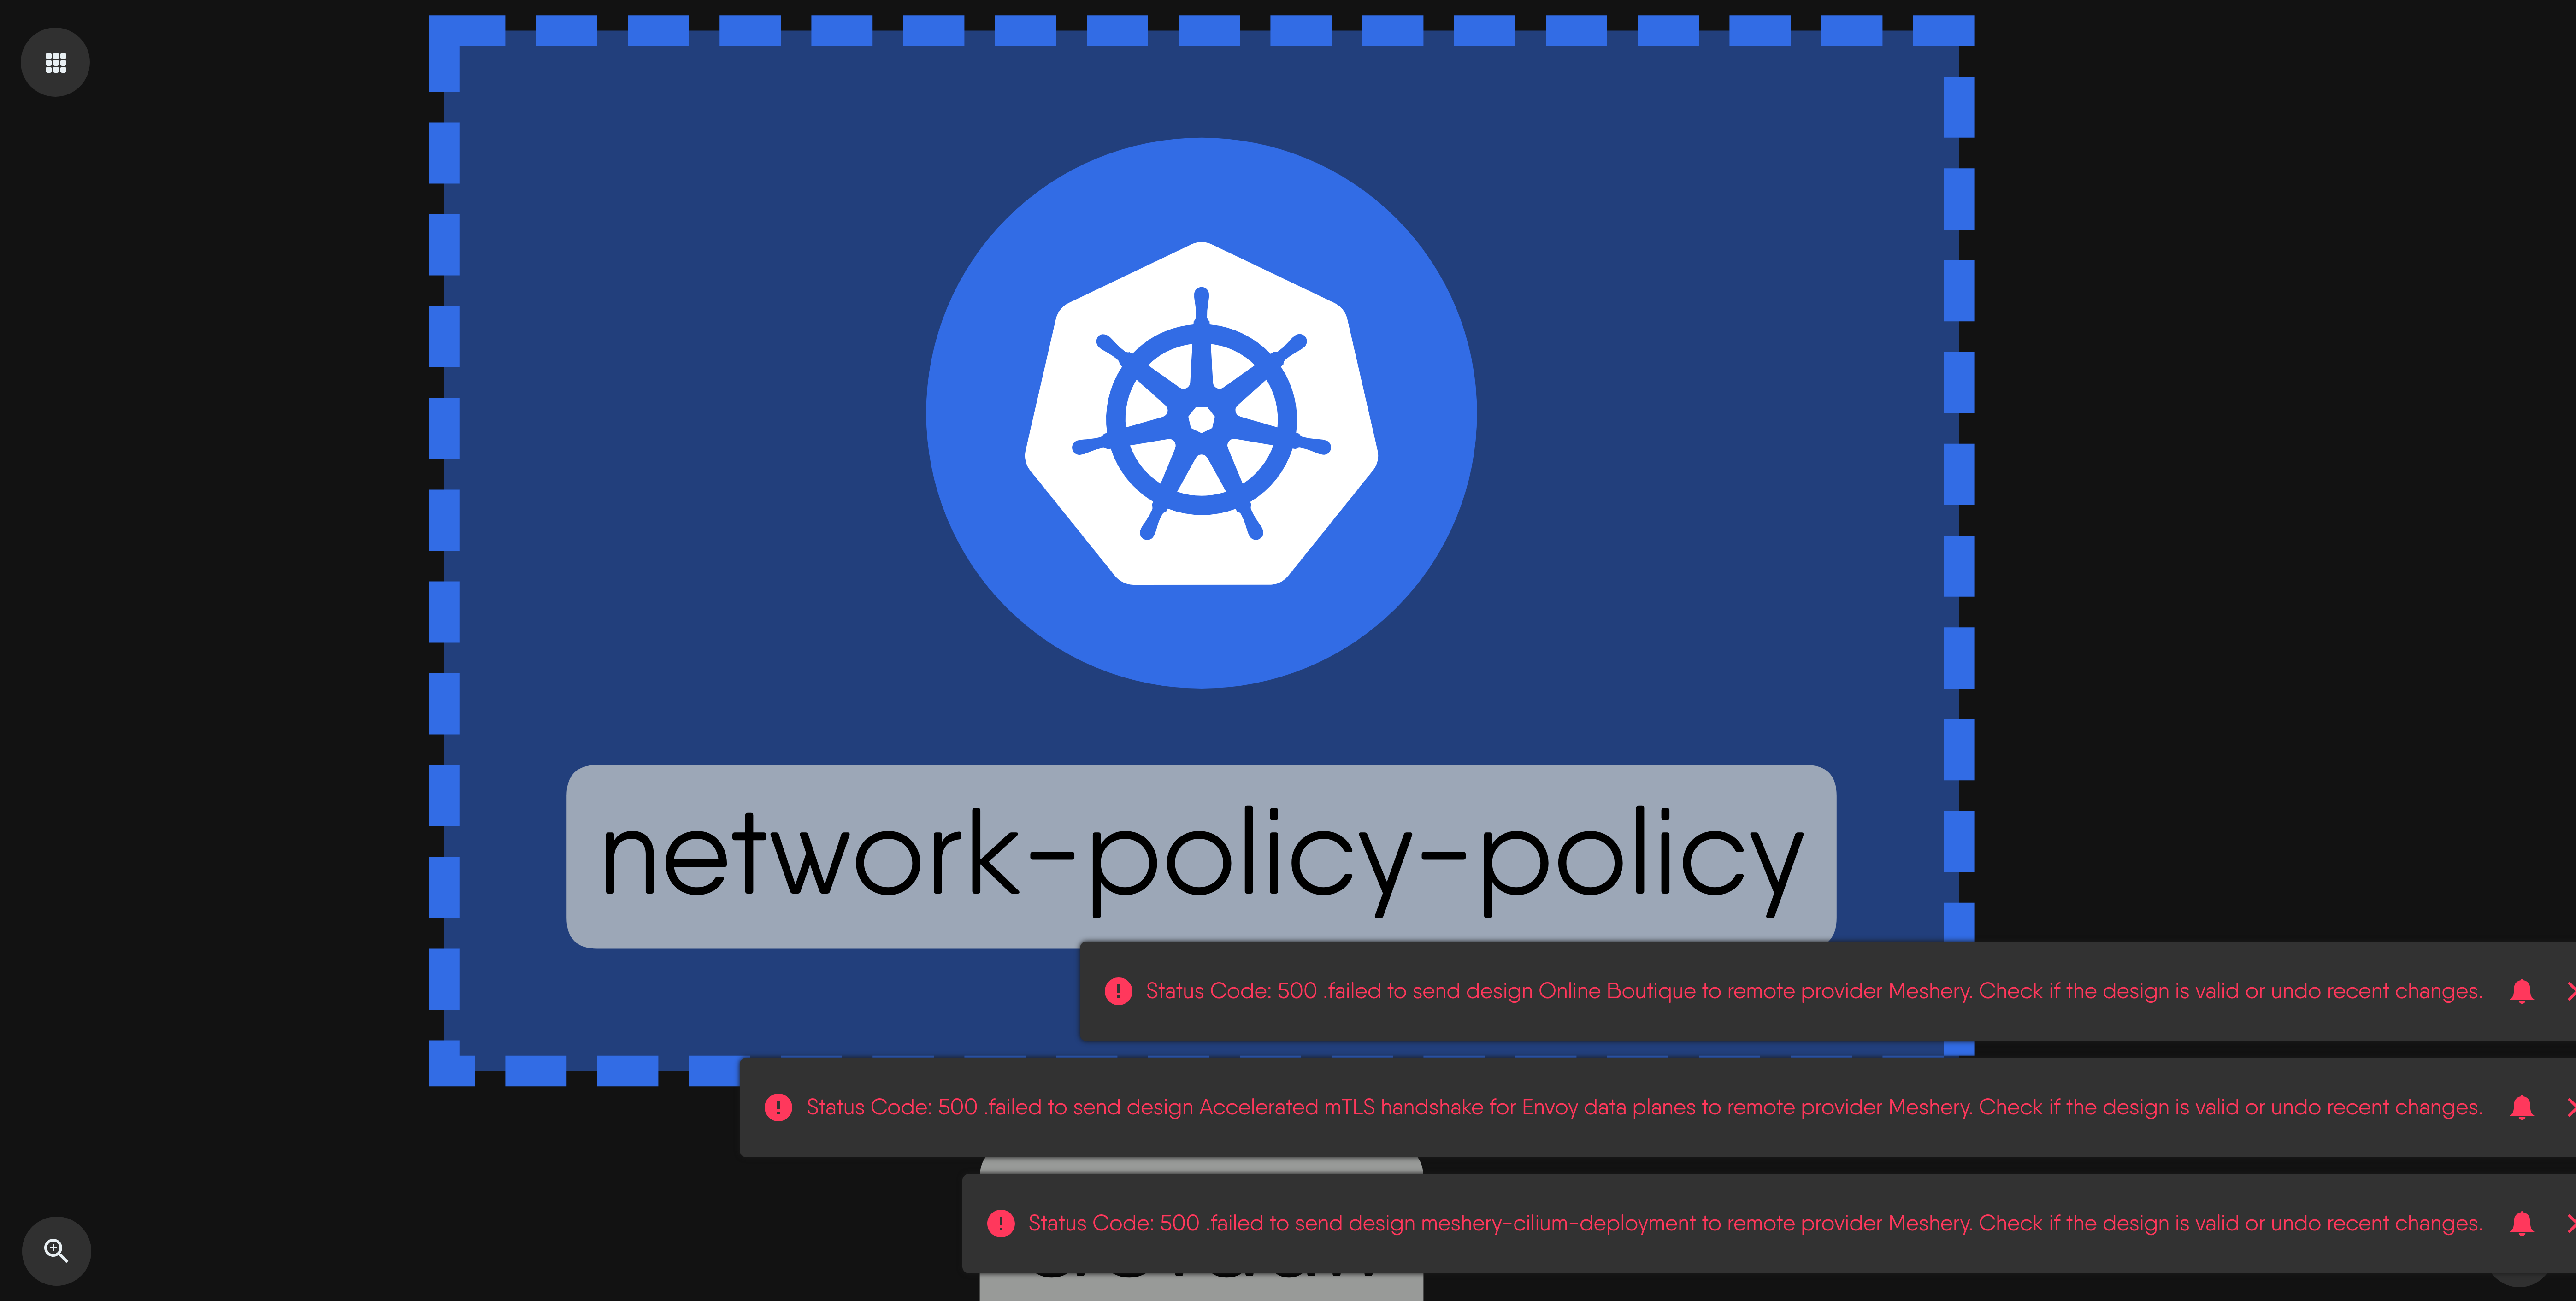 network-policy-policy
Status Code: 500 .failed to send design Online Boutique to remote provider Meshery. Check if the design is valid or undo recent changes.
Status Code: 500 .failed to send design Accelerated mTLS handshake for Envoy data planes to remote provider Meshery. Check if the design is valid or undo recent changes.
Status Code: 500 .failed to send design meshery-cilium-deployment to remote provider Meshery. Check if the design is valid or undo recent changes.